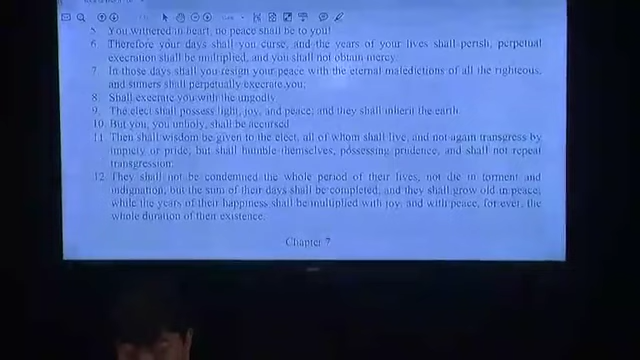 5 You withered in heart, no peace shall be to you!
6 Therefore your days shall you curse, and the years of your lives shall perish, perpetual
execration shall be multiplied, and you shall not obtain mercy.
7 In those days shall you resign your peace with the eternal maledictions of all the righteous,
and sinners shall perpetually execrate you;
8. Shall execrate you with the ungodly
9. The elect shall possess light, joy, and peace; and they shall inherit the earth
10. But you, you unholy, shall be accursed
11. Then shall wisdom be given to the elect, all of whom shall live, and not again transgress by
impiety or pride, but shall humble themselves, possessing prudence, and shall not repeat
transgression.
12. They shall not be condemned the whole period of their lives, not die in torment and
indignation, but the sum of their days shall be completed, and they shall grow old in peace,
while the years of their happiness shall be multiplied with joy, and with peace, for ever, the
whole duration of their existence.
Chapter 7